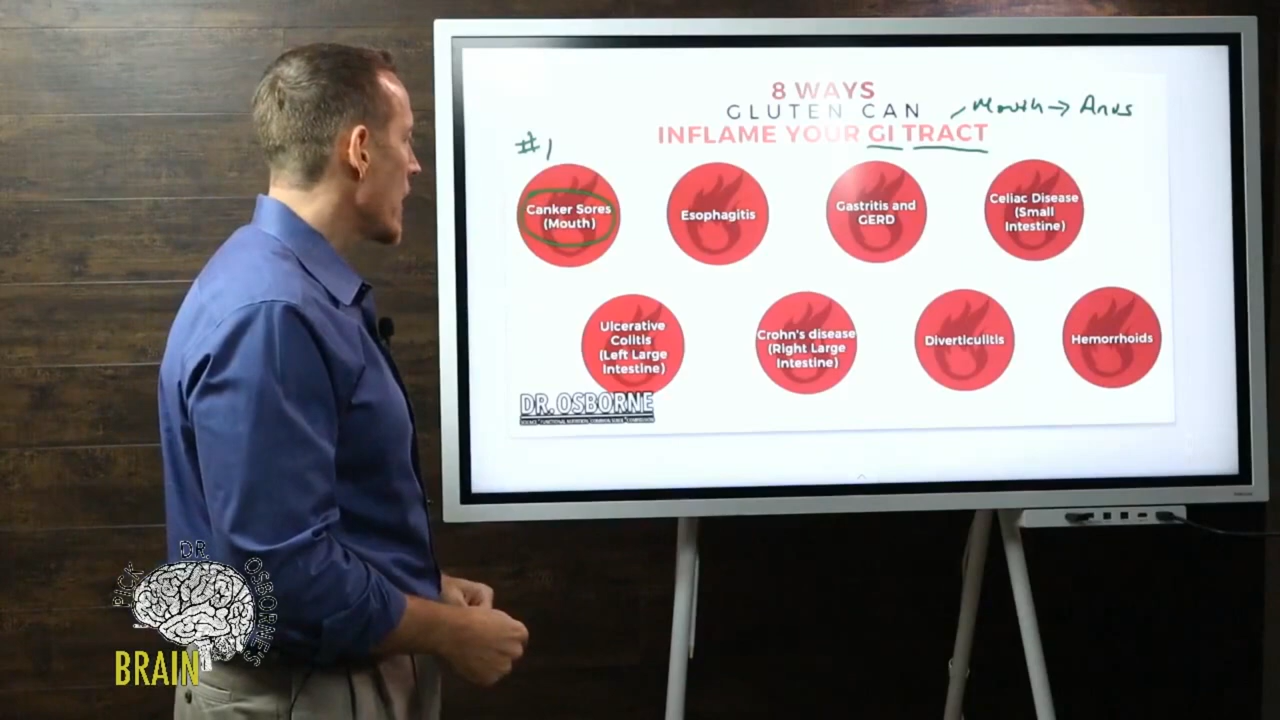 8 WAYS
GLUTEN CAN
Mouth → Anus
INFLAME YOUR GI TRACT
#1
Canker Sores
(Mouth)
Esophagitis
Gastritis and
GERD
Celiac Disease
(Small
Intestine)
Ulcerative
Colitis
(Left Large
Intestine)
Crohn's disease
(Right Large
Intestine)
Diverticulitis
Hemorrhoids
DR. OSBORNE
PICK
DR.
OSBORNE'S
BRAIN